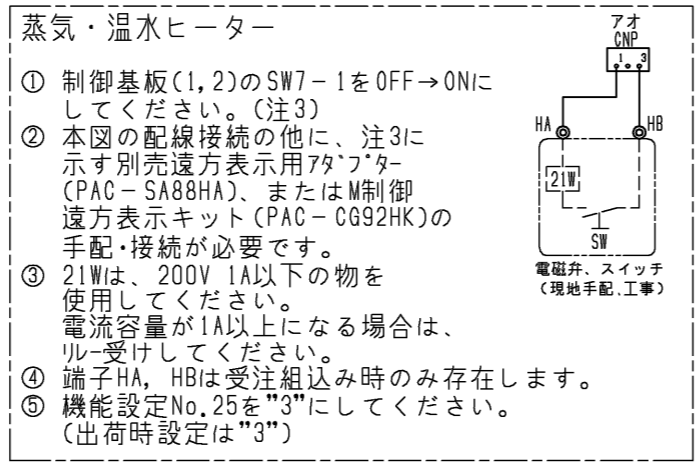 蒸気・温水ヒーター
① 制御基板(1,2)のSW7-1をOFF→ONに
してください。(注3)
② 本図の配線接続の他に、注3に
示す別売遠方表示用ｱﾀﾞﾌﾟﾀｰ
(PAC-SA88HA)、またはM制御
遠方表示キット(PAC-CG92HK)の
手配・接続が必要です。
③ 21Wは、200V 1A以下の物を
使用してください。
電流容量が1A以上になる場合は、
ﾘﾚｰ受けしてください。
④ 端子HA, HBは受注組込み時のみ存在します。
⑤ 機能設定No.25を”3”にしてください。
(出荷時設定は”3”)
アオ
CNP
1 3
HA HB
21W
SW
電磁弁、スイッチ
(現地手配、工事)